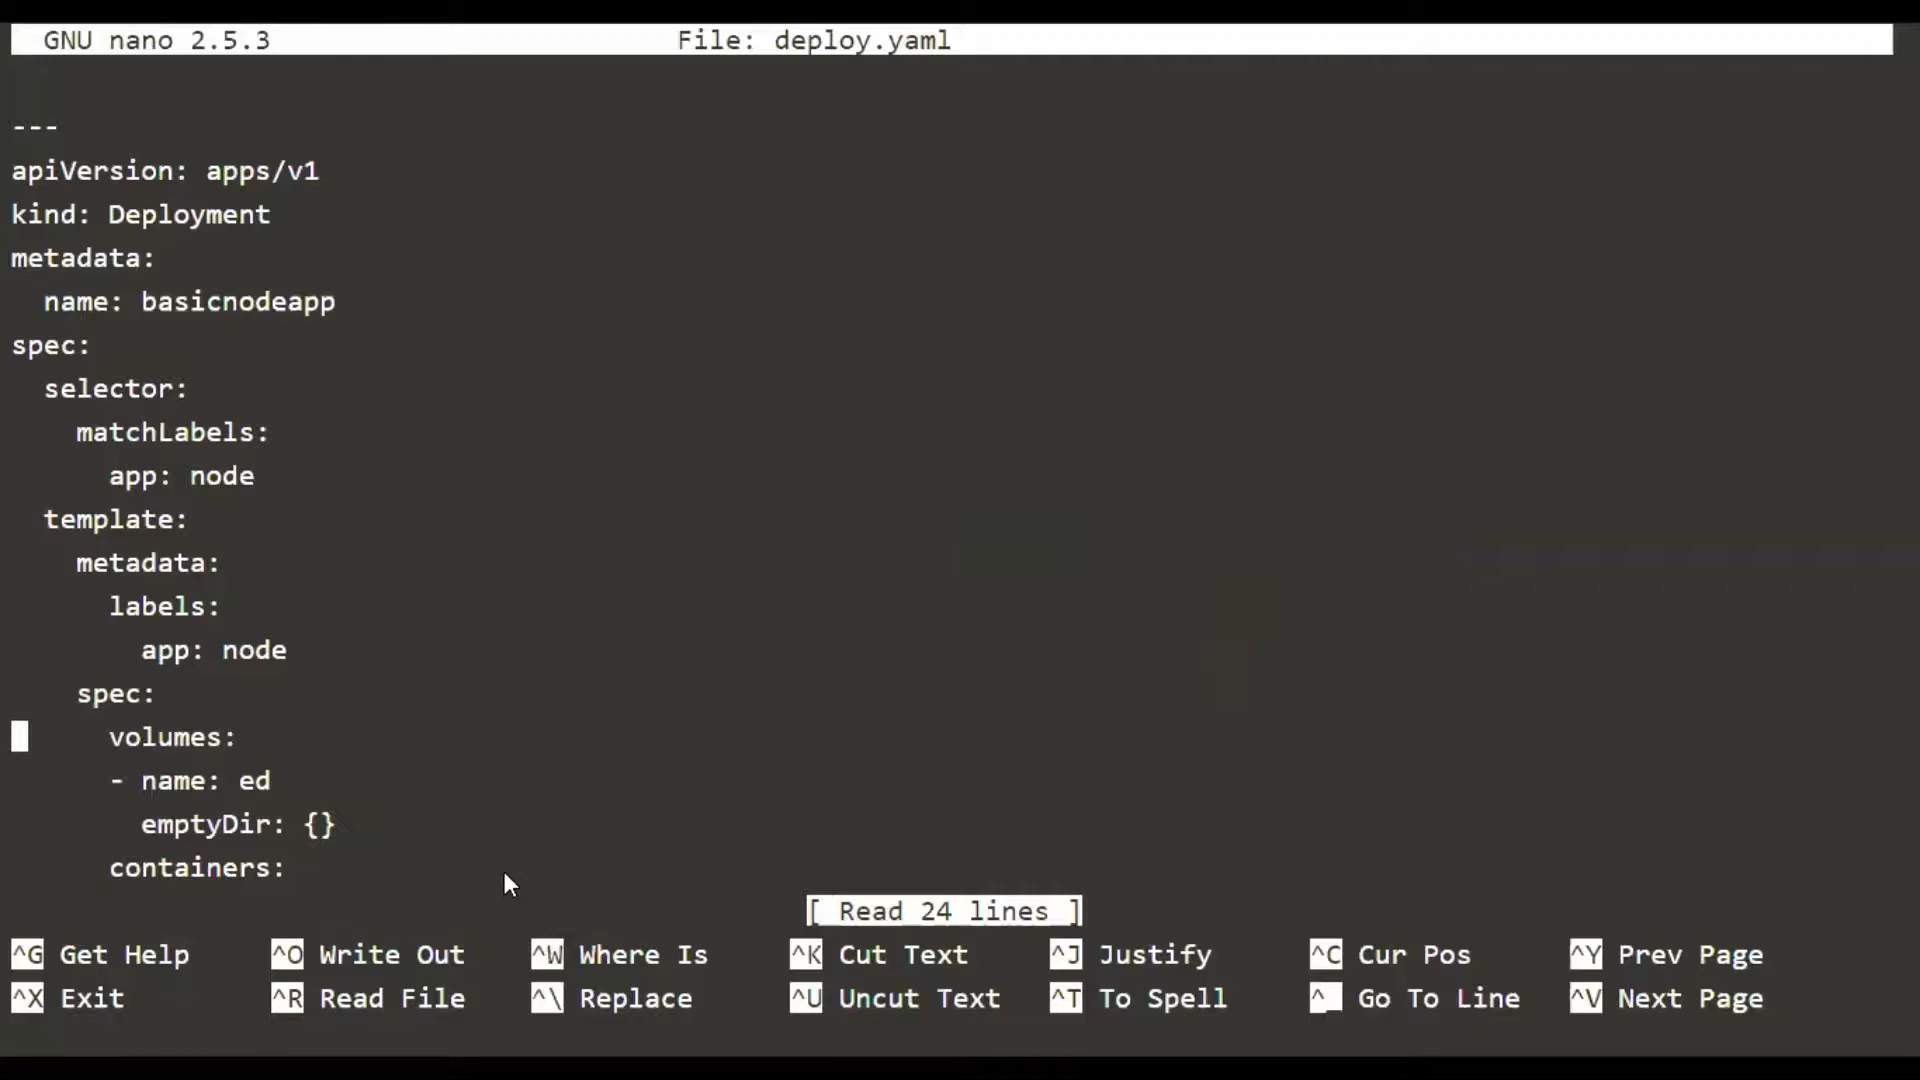 GNU nano 2.5.3 File: deploy.yaml
---
apiVersion: apps/v1
kind: Deployment
metadata:
  name: basicnodeapp
spec:
  selector:
    matchLabels:
      app: node
  template:
    metadata:
      labels:
        app: node
    spec:
      volumes:
      - name: ed
        emptyDir: {}
      containers:
[ Read 24 lines ]
^G Get Help ^O Write Out ^W Where Is ^K Cut Text ^J Justify ^C Cur Pos ^Y Prev Page
^X Exit ^R Read File ^\ Replace ^U Uncut Text ^T To Spell ^_ Go To Line ^V Next Page